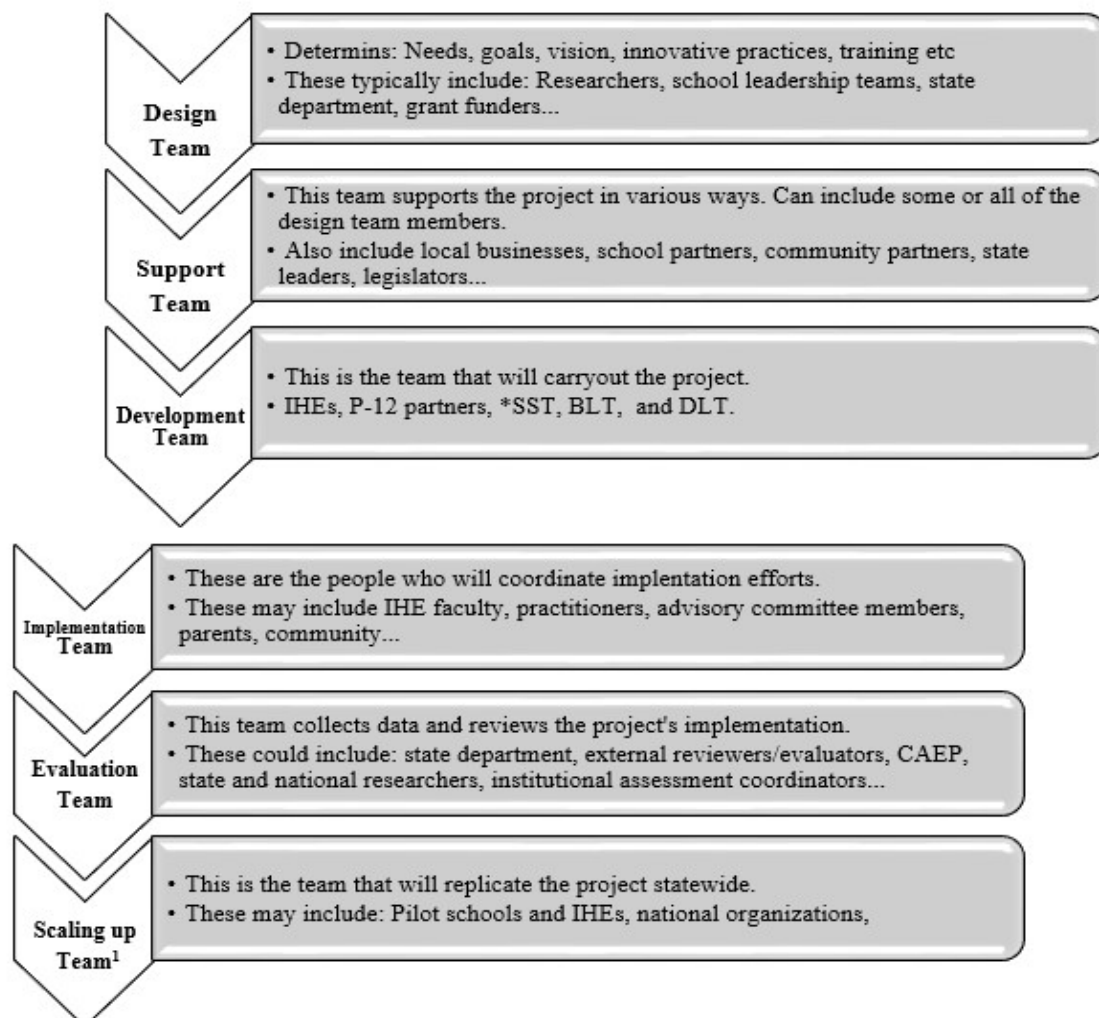 Design
Team
• Determins: Needs, goals, vision, innovative practices, training etc
• These typically include: Researchers, school leadership teams, state
department, grant funders...
Support
Team
• This team supports the project in various ways. Can include some or all of the
design team members.
• Also include local businesses, school partners, community partners, state
leaders, legislators...
Development
Team
• This is the team that will carryout the project.
• IHEs, P-12 partners, *SST, BLT, and DLT.
Implementation
Team
• These are the people who will coordinate implentation efforts.
• These may include IHE faculty, practitioners, advisory committee members,
parents, community...
Evaluation
Team
• This team collects data and reviews the project's implementation.
• These could include: state department, external reviewers/evaluators, CAEP,
state and national researchers, institutional assessment coordinators...
Scaling up
Team¹
• This is the team that will replicate the project statewide.
• These may include: Pilot schools and IHEs, national organizations,